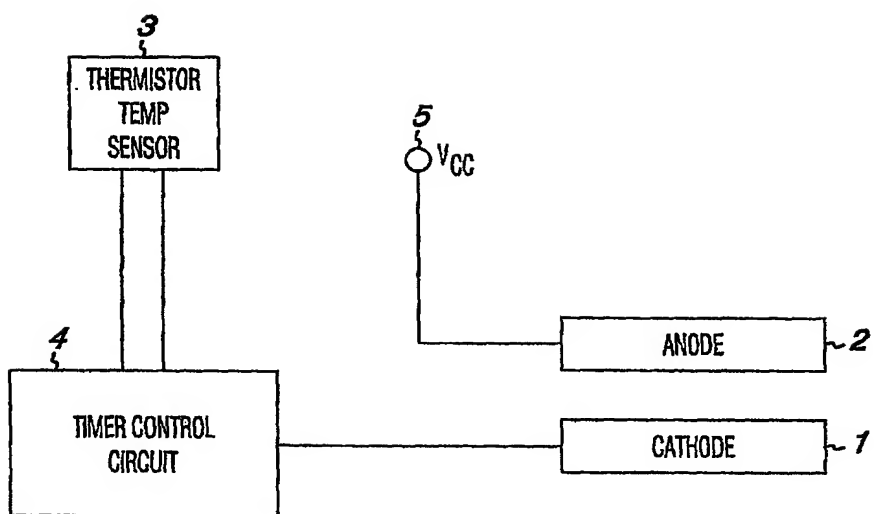 3
THERMISTOR
TEMP
SENSOR
5
VCC
4
ANODE
2
TIMER CONTROL
CIRCUIT
CATHODE
1